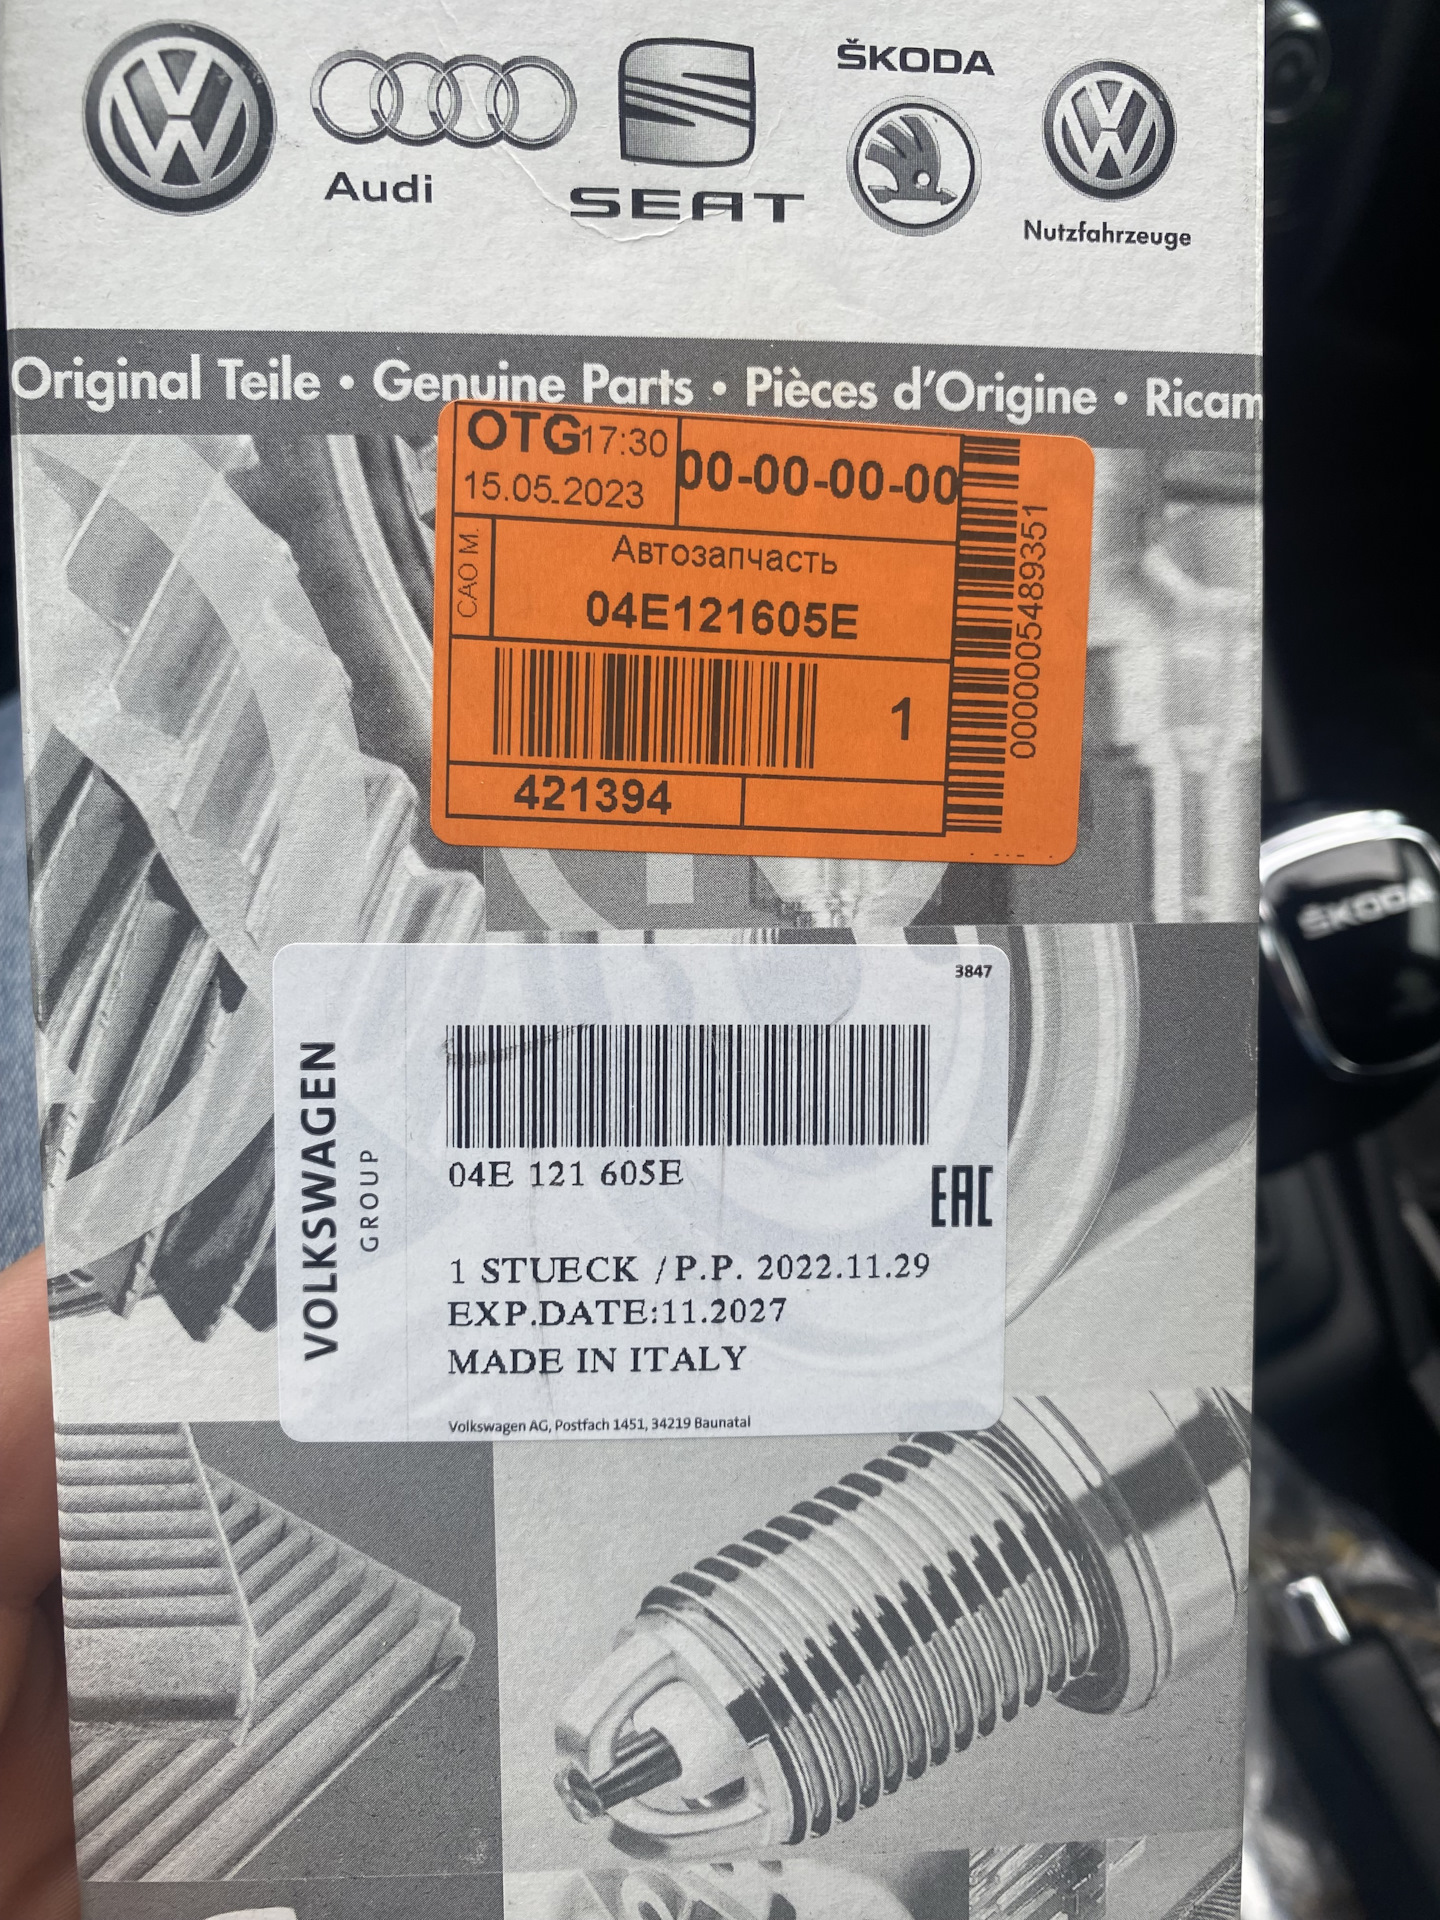 Audi
SEAT
ŠKODA
Nutzfahrzeuge
Original Teile • Genuine Parts • Pièces d'Origine • Ricam
OTG 17:30
15.05.2023
00-00-00-00
САО М.
Автозапчасть
04E121605E
1
421394
0000005489351
3847
VOLKSWAGEN
GROUP
04E 121 605E
EAC
1 STUECK / P.P. 2022.11.29
EXP.DATE:11.2027
MADE IN ITALY
Volkswagen AG, Postfach 1451, 34219 Baunatal
ŠKODA